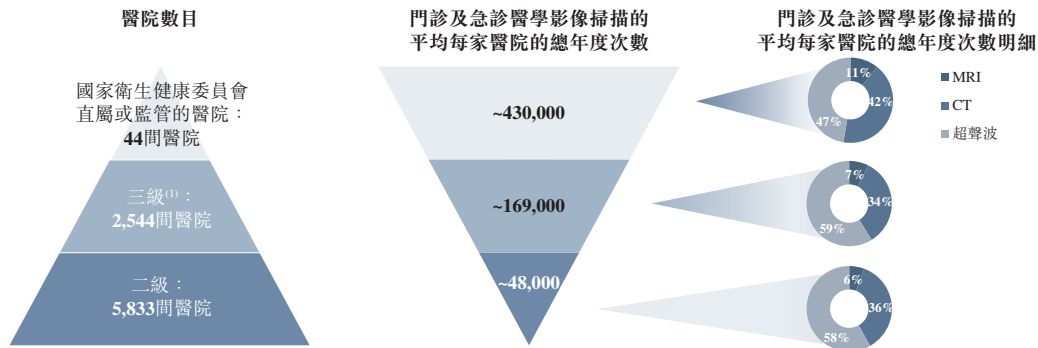 醫院數目
門診及急診醫學影像掃描的
平均每家醫院的總年度次數
門診及急診醫學影像掃描的
平均每家醫院的總年度次數明細
國家衛生健康委員會
直屬或監管的醫院：
44間醫院
~430,000
11%
42%
47%
MRI
CT
超聲波
三級(1)：
2,544間醫院
~169,000
7%
34%
59%
二級：
5,833間醫院
~48,000
6%
36%
58%